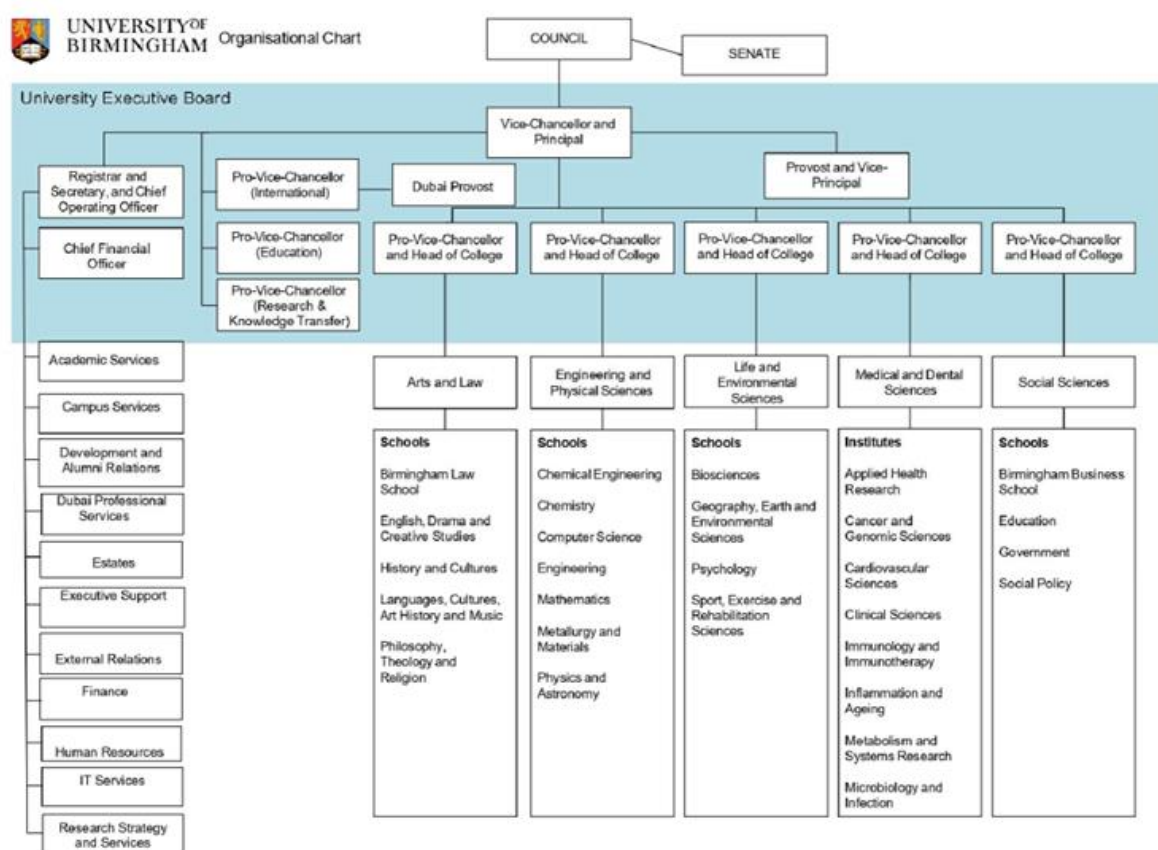 UNIVERSITY OF
BIRMINGHAM
Organisational Chart
COUNCIL
SENATE
University Executive Board
Vice-Chancellor and
Principal
Registrar and
Secretary, and Chief
Operating Officer
Pro-Vice-Chancellor
(International)
Dubai Provost
Provost and Vice-
Principal
Chief Financial
Officer
Pro-Vice-Chancellor
(Education)
Pro-Vice-Chancellor
(Research &
Knowledge Transfer)
Pro-Vice-Chancellor
and Head of College
Pro-Vice-Chancellor
and Head of College
Pro-Vice-Chancellor
and Head of College
Pro-Vice-Chancellor
and Head of College
Pro-Vice-Chancellor
and Head of College
Academic Services
Campus Services
Development and
Alumni Relations
Dubai Professional
Services
Estates
Executive Support
External Relations
Finance
Human Resources
IT Services
Research Strategy
and Services
Arts and Law
Schools
Birmingham Law
School
English, Drama and
Creative Studies
History and Cultures
Languages, Cultures,
Art History and Music
Philosophy,
Theology and
Religion
Engineering and
Physical Sciences
Schools
Chemical Engineering
Chemistry
Computer Science
Engineering
Mathematics
Metallurgy and
Materials
Physics and
Astronomy
Life and
Environmental
Sciences
Schools
Biosciences
Geography, Earth and
Environmental
Sciences
Psychology
Sport, Exercise and
Rehabilitation
Sciences
Medical and Dental
Sciences
Institutes
Applied Health
Research
Cancer and
Genomic Sciences
Cardiovascular
Sciences
Clinical Sciences
Immunology and
Immunotherapy
Inflammation and
Ageing
Metabolism and
Systems Research
Microbiology and
Infection
Social Sciences
Schools
Birmingham Business
School
Education
Government
Social Policy